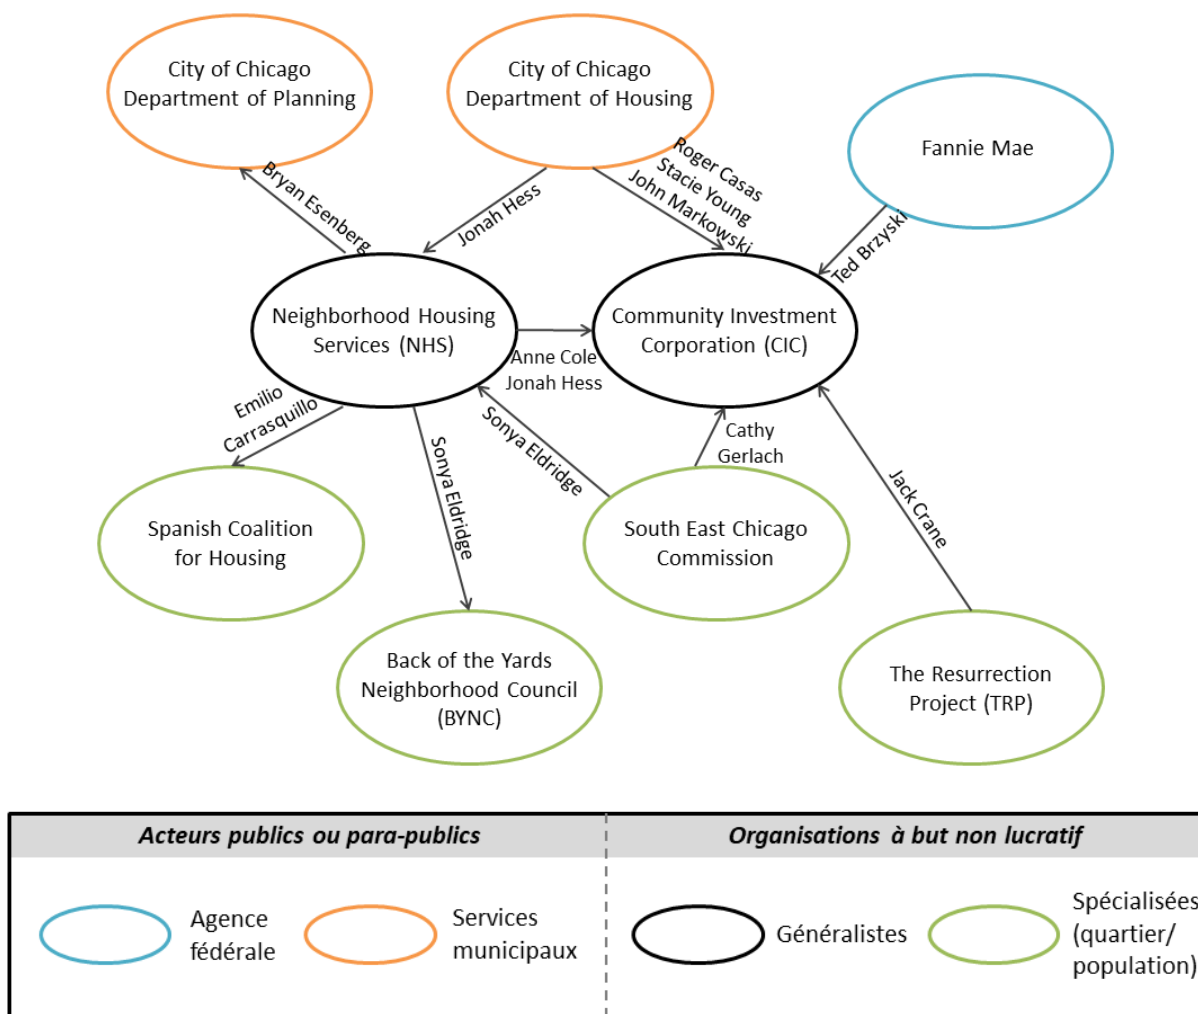 City of Chicago
Department of Planning
City of Chicago
Department of Housing
Fannie Mae
Bryan Esenberg
Jonah Hess
Roger Casas
Stacie Young
John Markowski
Ted Brzyski
Neighborhood Housing
Services (NHS)
Community Investment
Corporation (CIC)
Anne Cole
Jonah Hess
Emilio
Carrasquillo
Sonya Eldridge
Sonya Eldridge
Cathy
Gerlach
Jack Crane
Spanish Coalition
for Housing
South East Chicago
Commission
Back of the Yards
Neighborhood Council
(BYNC)
The Resurrection
Project (TRP)
Acteurs publics ou para-publics
Organisations à but non lucratif
Agence
fédérale
Services
municipaux
Généralistes
Spécialisées
(quartier/
population)